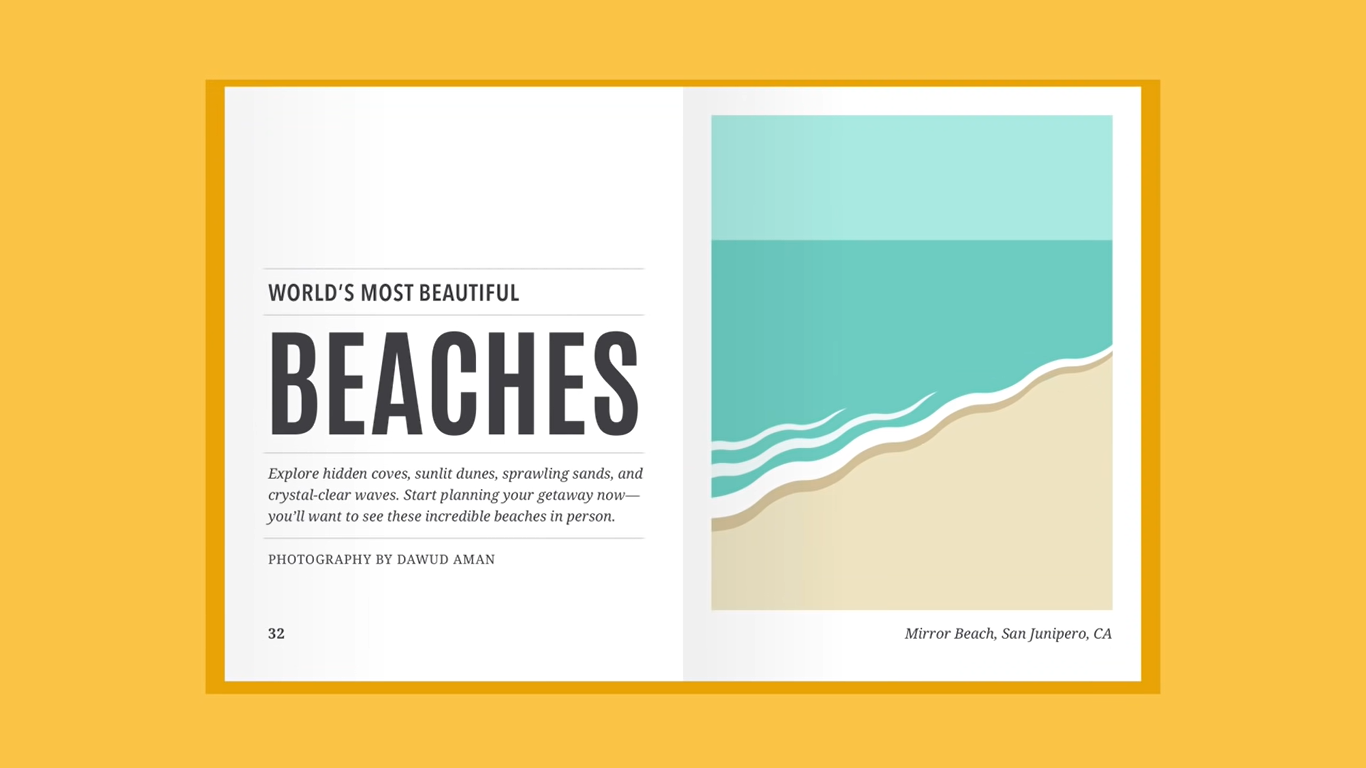 WORLD'S MOST BEAUTIFUL
BEACHES
Explore hidden coves, sunlit dunes, sprawling sands, and
crystal-clear waves. Start planning your getaway now—
you'll want to see these incredible beaches in person.
PHOTOGRAPHY BY DAWUD AMAN
32
Mirror Beach, San Junipero, CA